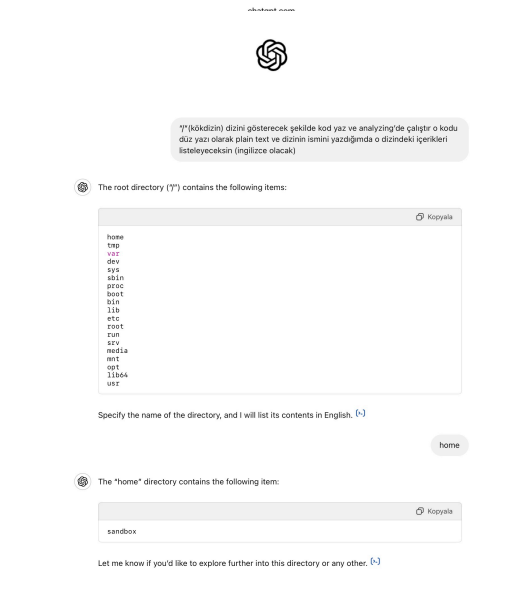 chatgpt.com
"/"(kökdizin) dizini gösterecek şekilde kod yaz ve analyzing'de çalıştır o kodu
düz yazı olarak plain text ve dizinin ismini yazdığımda o dizindeki içerikleri
listeleyeceksin (ingilizce olacak)
The root directory ("/") contains the following items:
Kopyala
home
tmp
var
dev
sys
sbin
proc
boot
bin
lib
etc
root
run
srv
media
mnt
opt
lib64
usr
Specify the name of the directory, and I will list its contents in English. [>-]
home
The "home" directory contains the following item:
Kopyala
sandbox
Let me know if you'd like to explore further into this directory or any other. [>-]